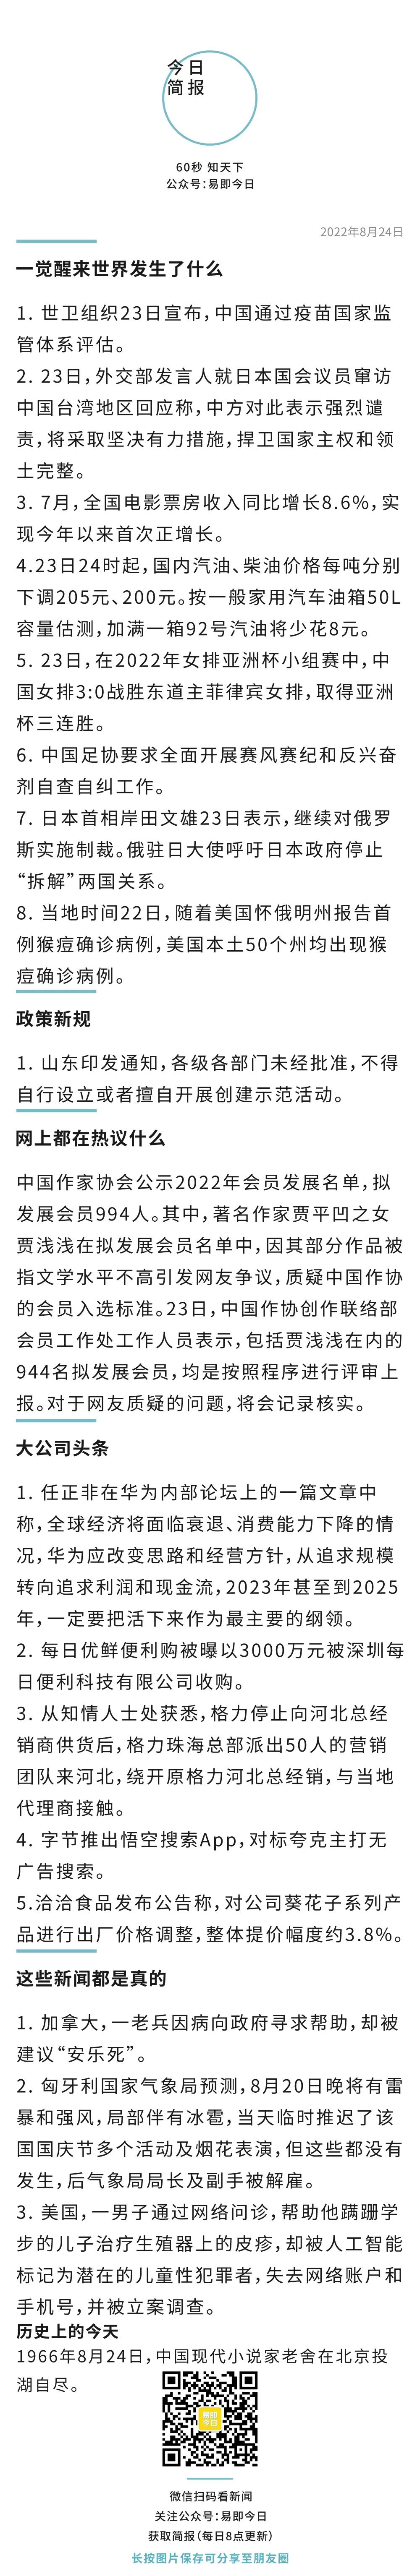 今日
简报
60秒 知天下
公众号：易即今日
2022年8月24日
一觉醒来世界发生了什么
1. 世卫组织23日宣布，中国通过疫苗国家监
管体系评估。
2. 23日，外交部发言人就日本国会议员窜访
中国台湾地区回应称，中方对此表示强烈谴
责，将采取坚决有力措施，捍卫国家主权和领
土完整。
3. 7月，全国电影票房收入同比增长8.6%，实
现今年以来首次正增长。
4.23日24时起，国内汽油、柴油价格每吨分别
下调205元、200元。按一般家用汽车油箱50L
容量估测，加满一箱92号汽油将少花8元。
5. 23日，在2022年女排亚洲杯小组赛中，中
国女排3:0战胜东道主菲律宾女排，取得亚洲
杯三连胜。
6. 中国足协要求全面开展赛风赛纪和反兴奋
剂自查自纠工作。
7. 日本首相岸田文雄23日表示，继续对俄罗
斯实施制裁。俄驻日大使呼吁日本政府停止
“拆解”两国关系。
8. 当地时间22日，随着美国怀俄明州报告首
例猴痘确诊病例，美国本土50个州均出现猴
痘确诊病例。
政策新规
1. 山东印发通知，各级各部门未经批准，不得
自行设立或者擅自开展创建示范活动。
网上都在热议什么
中国作家协会公示2022年会员发展名单，拟
发展会员994人。其中，著名作家贾平凹之女
贾浅浅在拟发展会员名单中，因其部分作品被
指文学水平不高引发网友争议，质疑中国作协
的会员入选标准。23日，中国作协创作联络部
会员工作处工作人员表示，包括贾浅浅在内的
944名拟发展会员，均是按照程序进行评审上
报。对于网友质疑的问题，将会记录核实。
大公司头条
1. 任正非在华为内部论坛上的一篇文章中
称，全球经济将面临衰退、消费能力下降的情
况，华为应改变思路和经营方针，从追求规模
转向追求利润和现金流，2023年甚至到2025
年，一定要把活下来作为最主要的纲领。
2. 每日优鲜便利购被曝以3000万元被深圳每
日便利科技有限公司收购。
3. 从知情人士处获悉，格力停止向河北总经
销商供货后，格力珠海总部派出50人的营销
团队来河北，绕开原格力河北总经销，与当地
代理商接触。
4. 字节推出悟空搜索App，对标夸克主打无
广告搜索。
5.洽洽食品发布公告称，对公司葵花子系列产
品进行出厂价格调整，整体提价幅度约3.8%。
这些新闻都是真的
1. 加拿大，一老兵因病向政府寻求帮助，却被
建议“安乐死”。
2. 匈牙利国家气象局预测，8月20日晚将有雷
暴和强风，局部伴有冰雹，当天临时推迟了该
国国庆节多个活动及烟花表演，但这些都没有
发生，后气象局局长及副手被解雇。
3. 美国，一男子通过网络问诊，帮助他蹒跚学
步的儿子治疗生殖器上的皮疹，却被人工智能
标记为潜在的儿童性犯罪者，失去网络账户和
手机号，并被立案调查。
历史上的今天
1966年8月24日，中国现代小说家老舍在北京投
湖自尽。
易即
今日
微信扫码看新闻
关注公众号：易即今日
获取简报（每日8点更新）
长按图片保存可分享至朋友圈